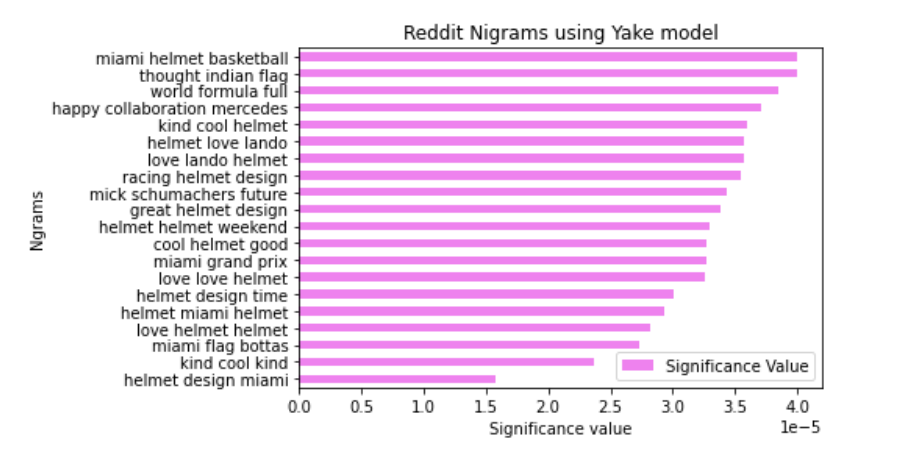 Reddit Nigrams using Yake model
miami helmet basketball
thought indian flag
world formula full
happy collaboration mercedes
kind cool helmet
helmet love lando
love lando helmet
racing helmet design
mick schumachers future
great helmet design
helmet helmet weekend
cool helmet good
miami grand prix
love love helmet
helmet design time
helmet miami helmet
love helmet helmet
miami flag bottas
kind cool kind
helmet design miami
Ngrams
Significance Value
0.0 0.5 1.0 1.5 2.0 2.5 3.0 3.5 4.0
1e−5
Significance value